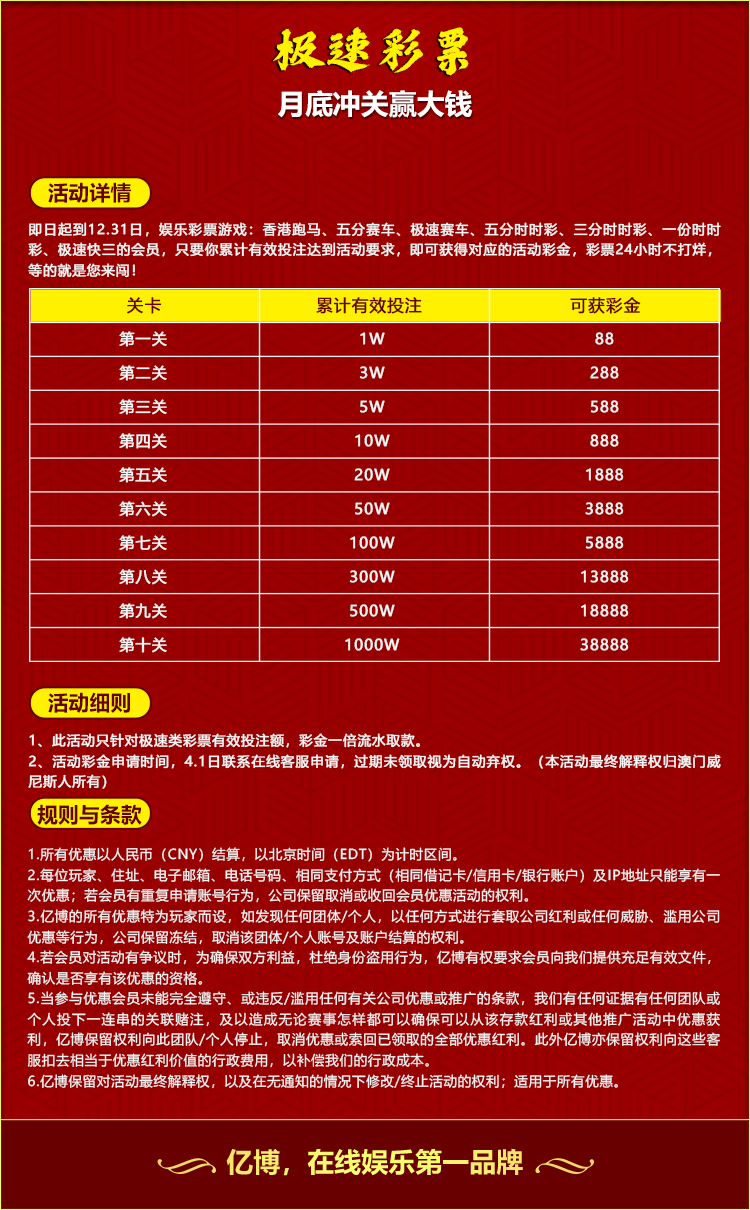 极速彩票
月底冲关赢大钱
活动详情
即日起到12.31日，娱乐彩票游戏：香港跑马、五分赛车、极速赛车、五分时时彩、三分时时彩、一份时时
彩、极速快三的会员，只要你累计有效投注达到活动要求，即可获得对应的活动彩金，彩票24小时不打烊，
等的就是您来闯！
关卡 累计有效投注 可获彩金
第一关 1W 88
第二关 3W 288
第三关 5W 588
第四关 10W 888
第五关 20W 1888
第六关 50W 3888
第七关 100W 5888
第八关 300W 13888
第九关 500W 18888
第十关 1000W 38888
活动细则
1、此活动只针对极速类彩票有效投注额，彩金一倍流水取款。
2、活动彩金申请时间，4.1日联系在线客服申请，过期未领取视为自动弃权。（本活动最终解释权归澳门威
尼斯人所有）
规则与条款
1.所有优惠以人民币（CNY）结算，以北京时间（EDT）为计时区间。
2.每位玩家、住址、电子邮箱、电话号码、相同支付方式（相同借记卡/信用卡/银行账户）及IP地址只能享有一
次优惠；若会员有重复申请账号行为，公司保留取消或收回会员优惠活动的权利。
3.亿博的所有优惠特为玩家而设，如发现任何团体/个人，以任何方式进行套取公司红利或任何威胁、滥用公司
优惠等行为，公司保留冻结，取消该团体/个人账号及账户结算的权利。
4.若会员对活动有争议时，为确保双方利益，杜绝身份盗用行为，亿博有权要求会员向我们提供充足有效文件，
确认是否享有该优惠的资格。
5.当参与优惠会员未能完全遵守、或违反/滥用任何有关公司优惠或推广的条款，我们有任何证据有任何团队或
个人投下一连串的关联赌注，及以造成无论赛事怎样都可以确保可以从该存款红利或其他推广活动中优惠获
利，亿博保留权利向此团队/个人停止，取消优惠或索回已领取的全部优惠红利。此外亿博亦保留权利向这些客
服扣去相当于优惠红利价值的行政费用，以补偿我们的行政成本。
6.亿博保留对活动最终解释权，以及在无通知的情况下修改/终止活动的权利；适用于所有优惠。
亿博，在线娱乐第一品牌